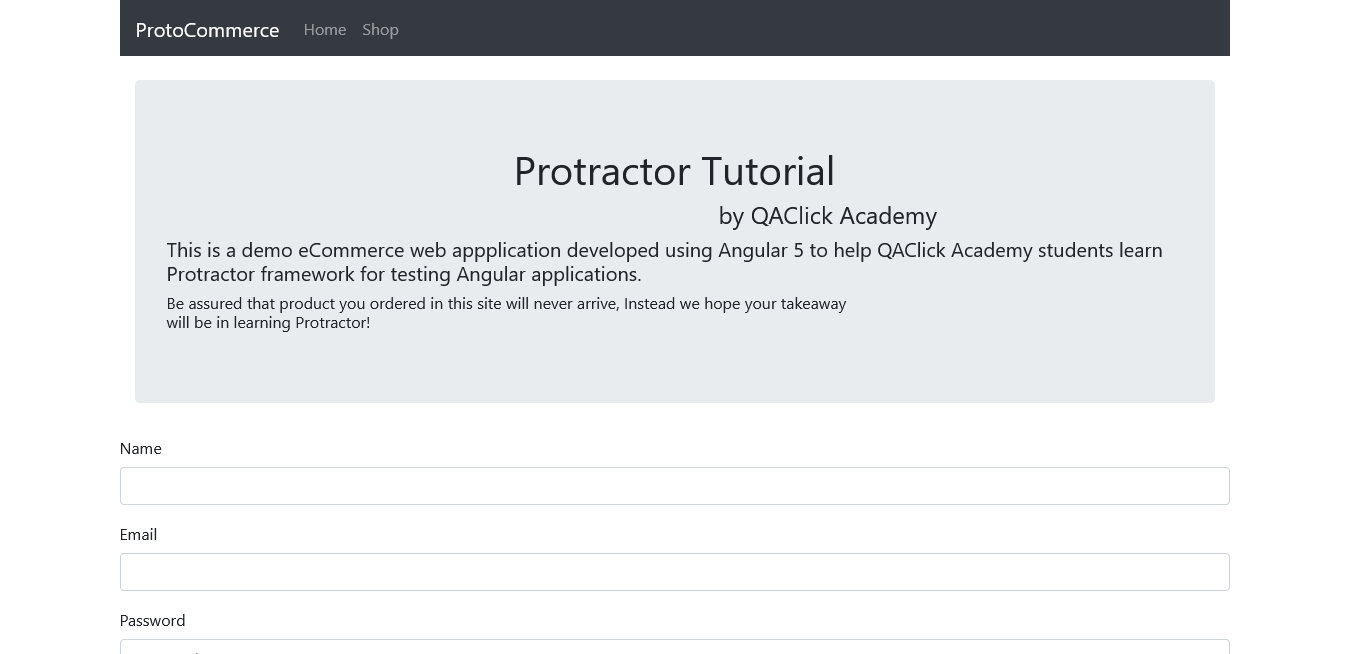 ProtoCommerce Home Shop
Protractor Tutorial
by QAClick Academy
This is a demo eCommerce web appplication developed using Angular 5 to help QAClick Academy students learn
Protractor framework for testing Angular applications.
Be assured that product you ordered in this site will never arrive, Instead we hope your takeaway
will be in learning Protractor!
Name
Email
Password